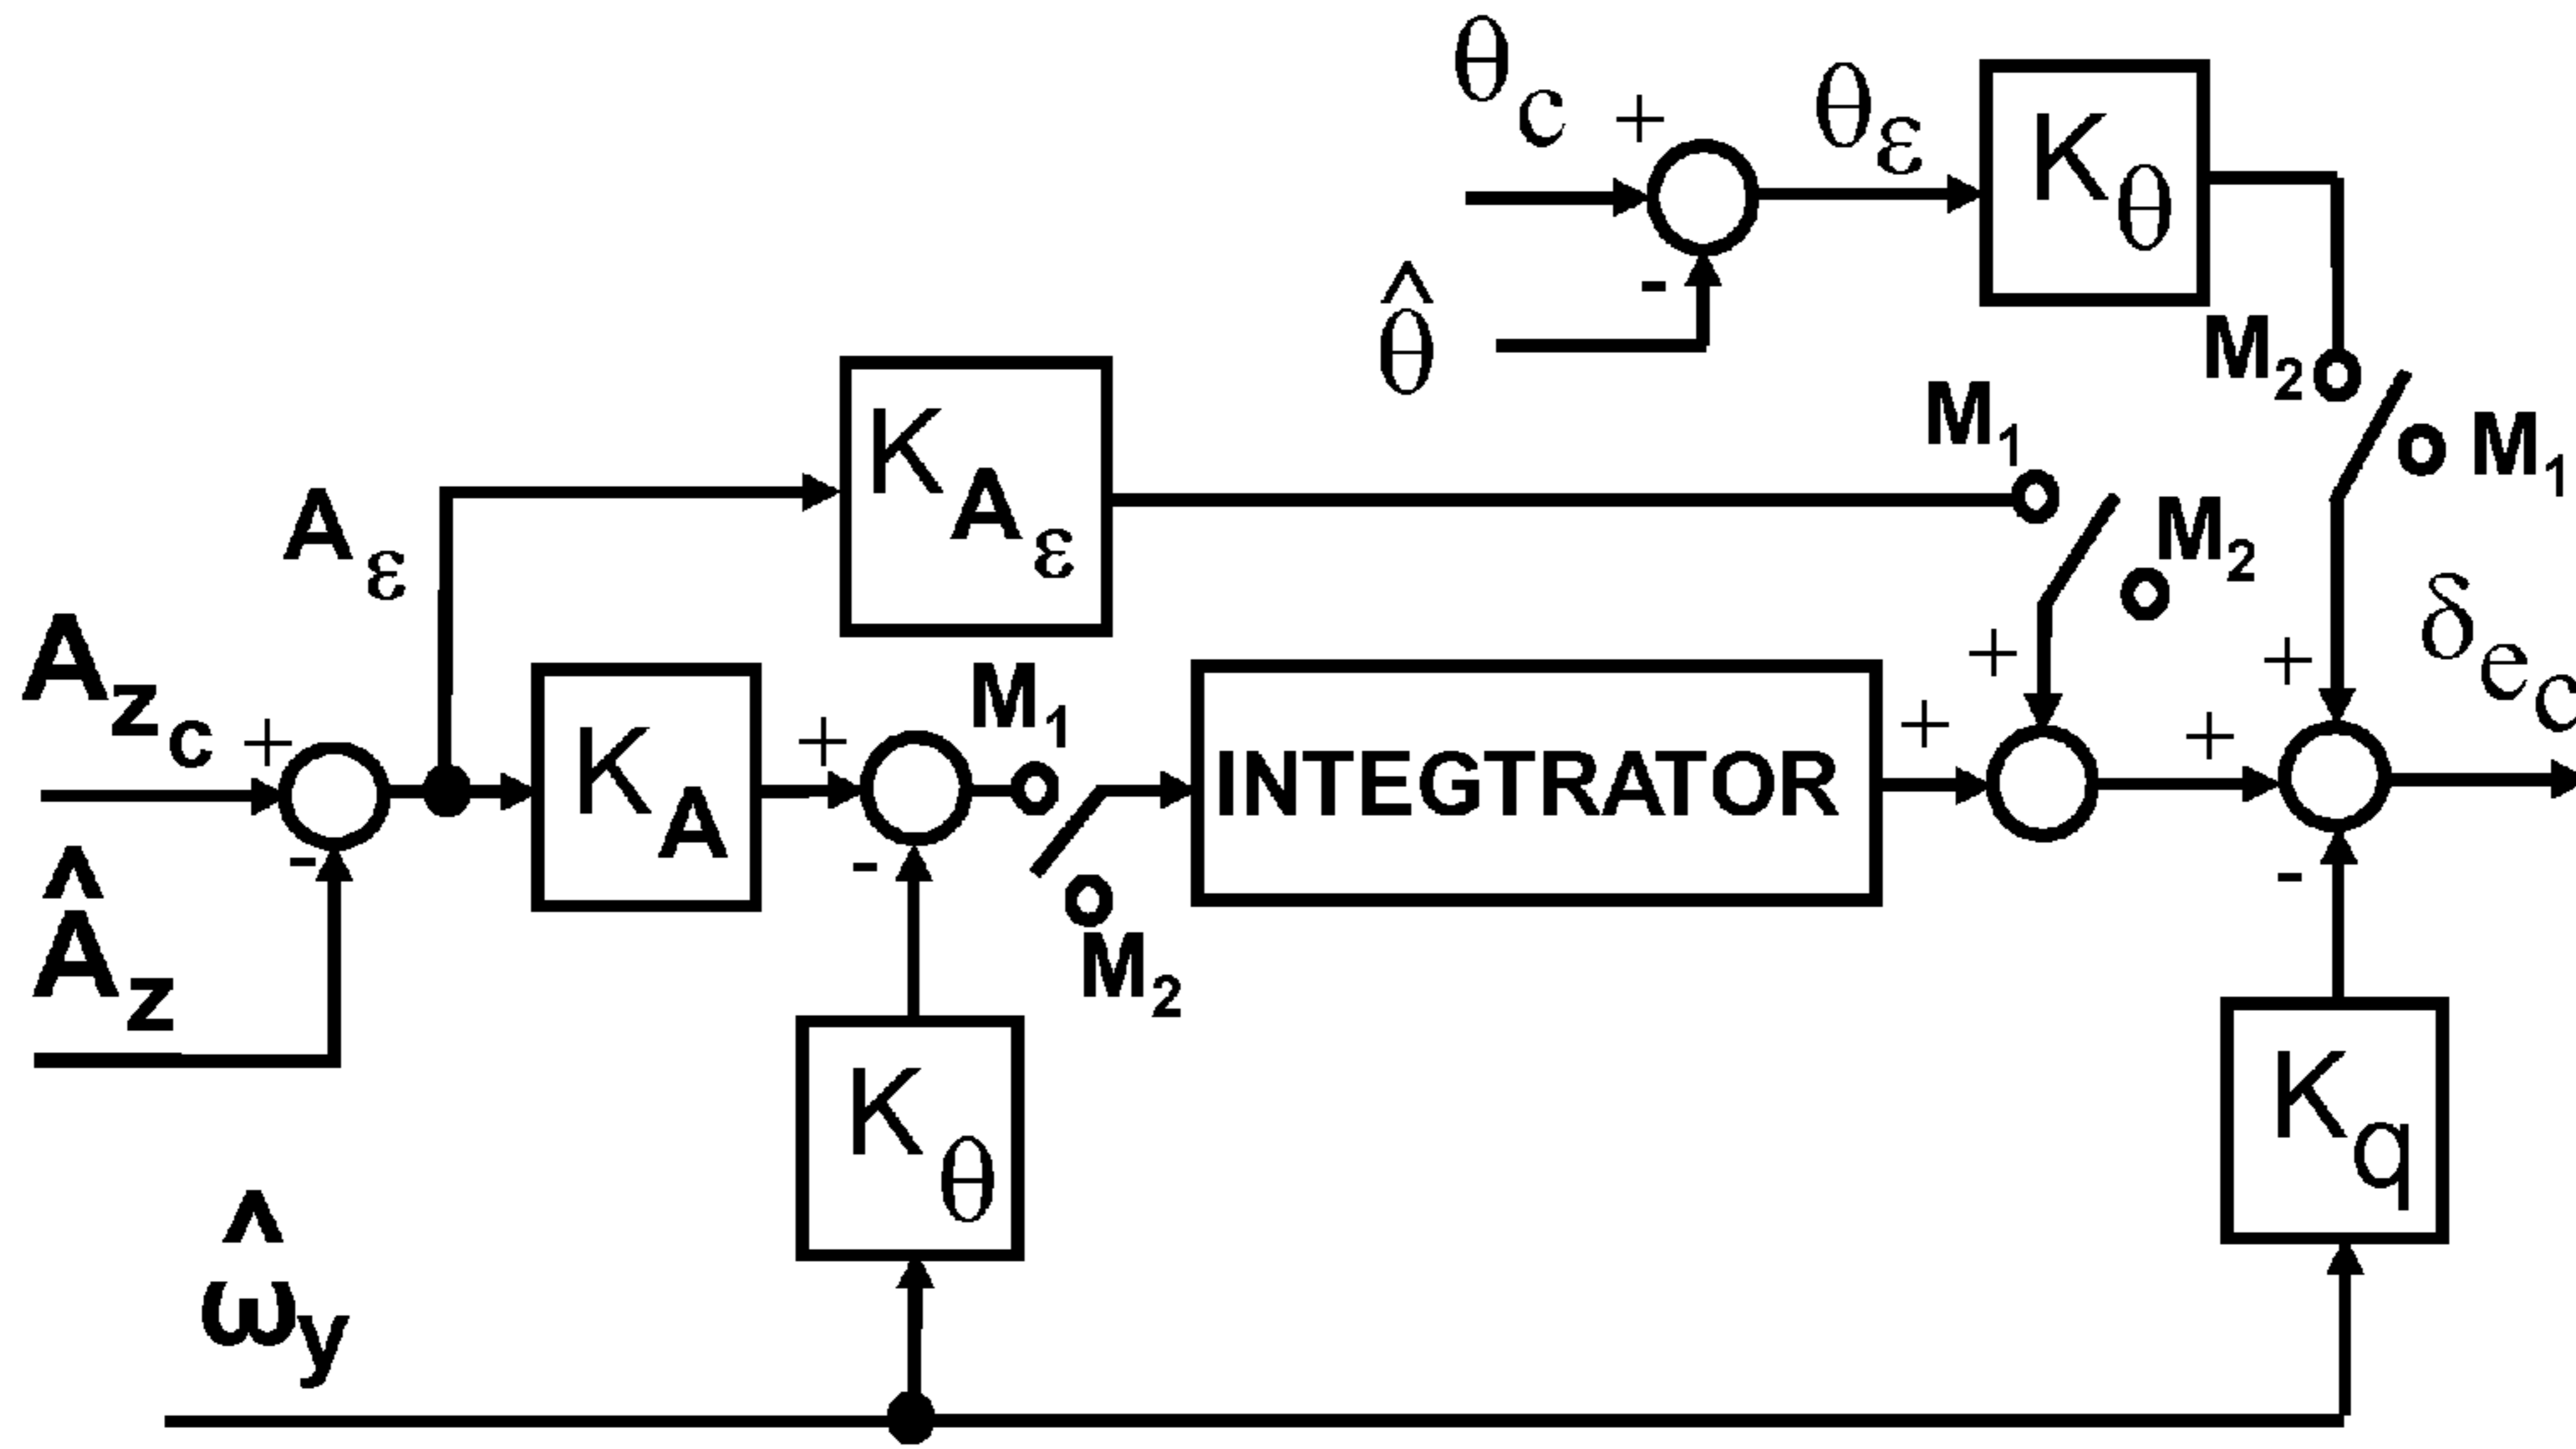 θc + θε Kθ
θ̂ -
M2
M1 M1
KAε
Aε
M2
δec
Azc + KA + M1 INTEGTRATOR + + + +
- - M2 -
Âz
Kθ Kq
ω̂y